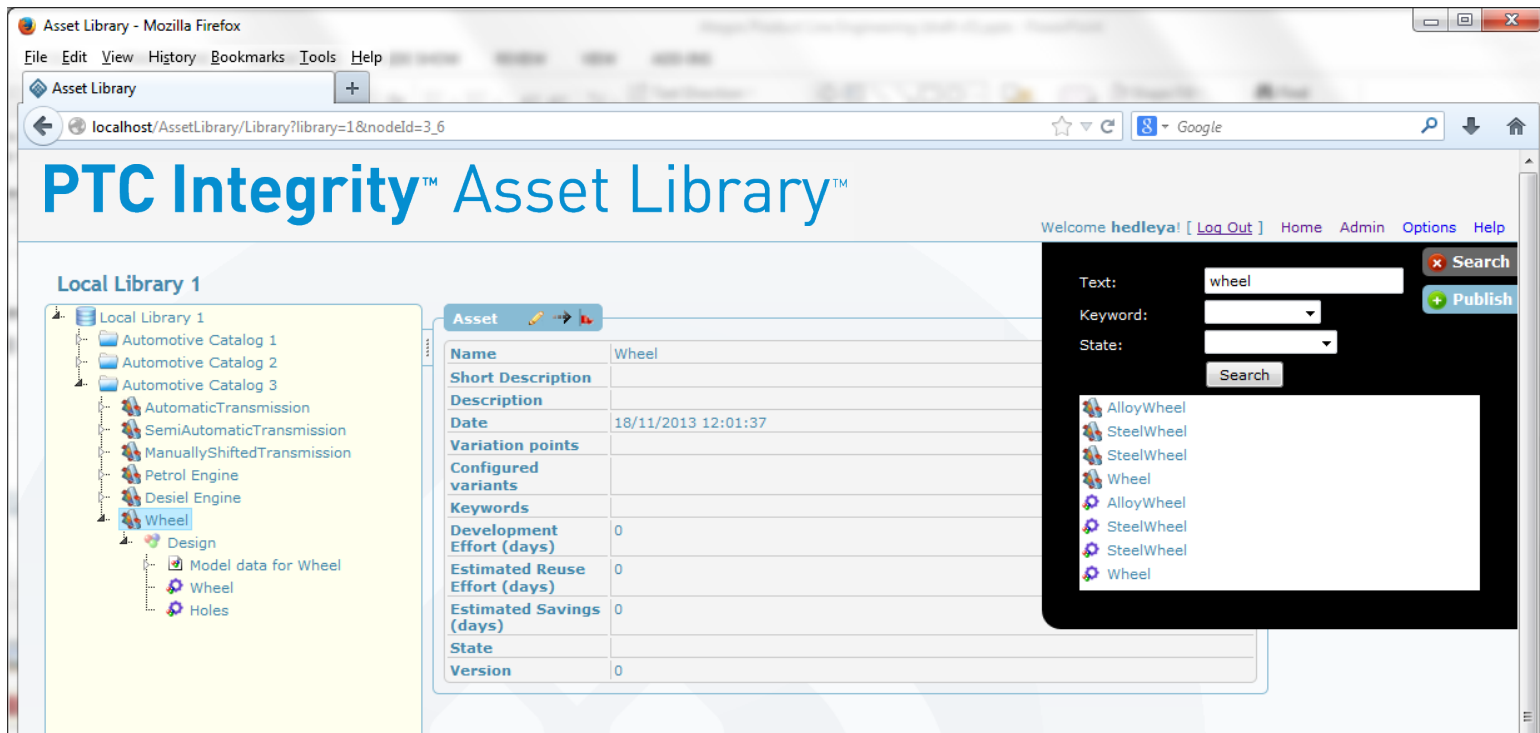 Asset Library - Mozilla Firefox
File Edit View History Bookmarks Tools Help
Asset Library
localhost/AssetLibrary/Library?library=1&nodeId=3_6
Google
PTC Integrity™ Asset Library™
Welcome hedleya! [ Log Out ] Home Admin Options Help
Local Library 1
Local Library 1
Automotive Catalog 1
Automotive Catalog 2
Automotive Catalog 3
AutomaticTransmission
SemiAutomaticTransmission
ManuallyShiftedTransmission
Petrol Engine
Desiel Engine
Wheel
Design
Model data for Wheel
Wheel
Holes
Asset
Name Wheel
Short Description
Description
Date 18/11/2013 12:01:37
Variation points
Configured
variants
Keywords
Development
Effort (days) 0
Estimated Reuse
Effort (days) 0
Estimated Savings
(days) 0
State
Version 0
Search
Publish
Text: wheel
Keyword:
State:
Search
AlloyWheel
SteelWheel
SteelWheel
Wheel
AlloyWheel
SteelWheel
SteelWheel
Wheel